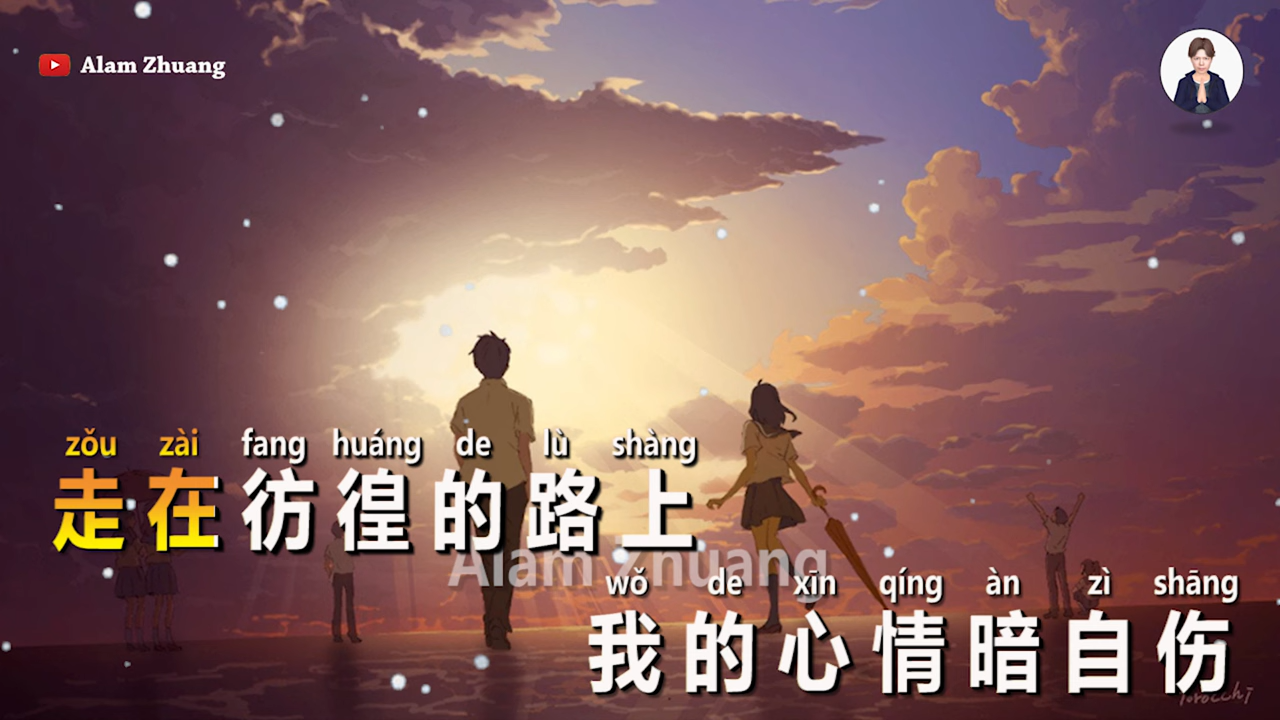 Alam Zhuang
zǒu zài fang huáng de lù shàng
走在彷徨的路上
Alam Zhuang
wǒ de xīn qíng àn zì shāng
我的心情暗自伤